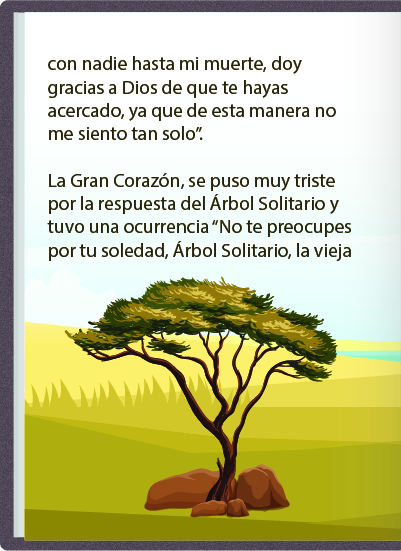 con nadie hasta mi muerte, doy
gracias a Dios de que te hayas
acercado, ya que de esta manera no
me siento tan solo”.
La Gran Corazón, se puso muy triste
por la respuesta del Árbol Solitario y
tuvo una ocurrencia “No te preocupes
por tu soledad, Árbol Solitario, la vieja